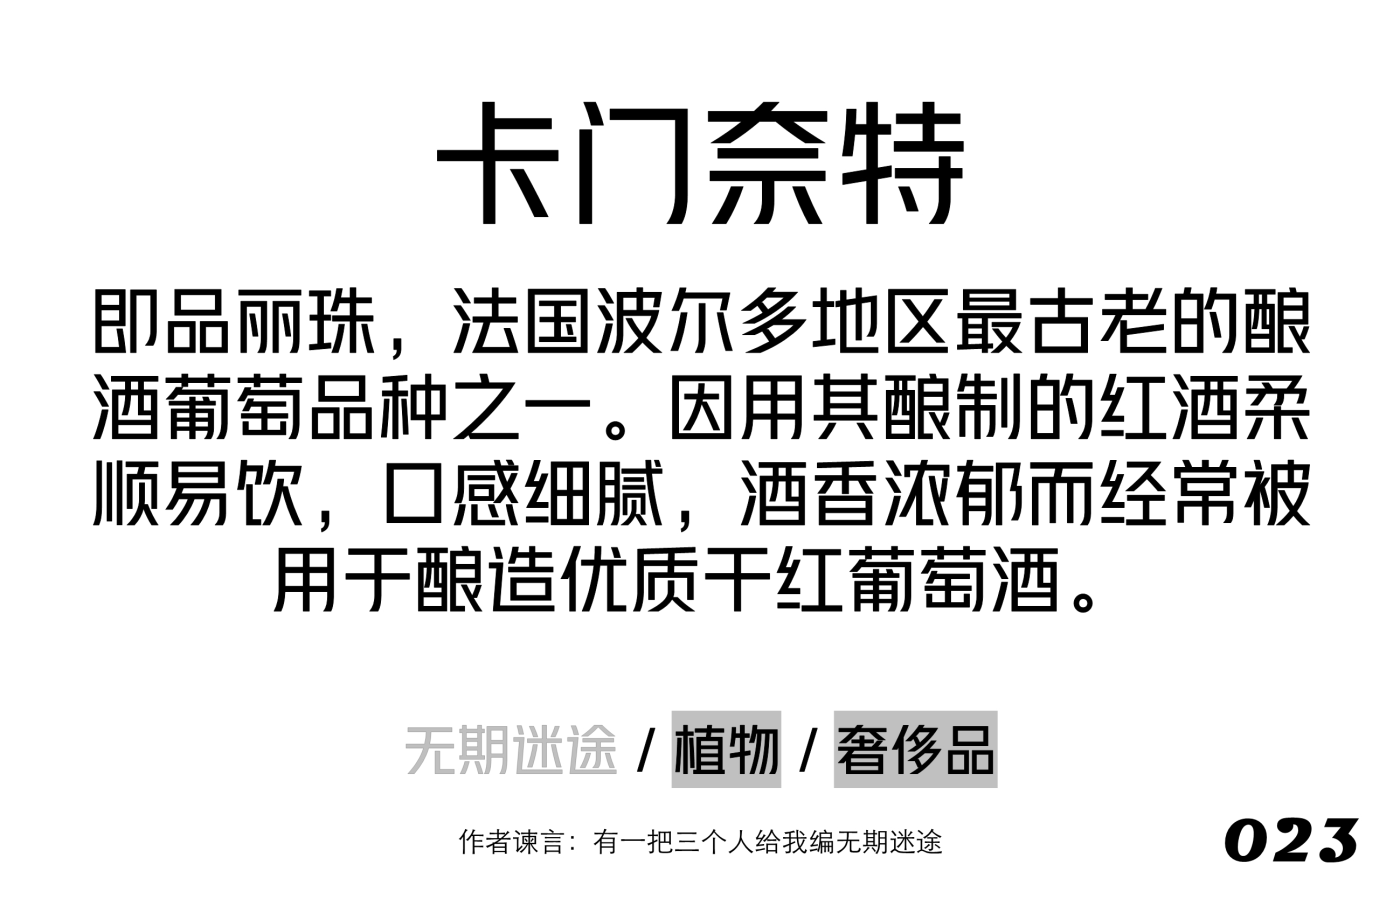 卡门奈特
即品丽珠，法国波尔多地区最古老的酿
酒葡萄品种之一。因用其酿制的红酒柔
顺易饮，口感细腻，酒香浓郁而经常被
用于酿造优质干红葡萄酒。
无期迷途 / 植物 / 奢侈品
作者谏言：有一把三个人给我编无期迷途
023